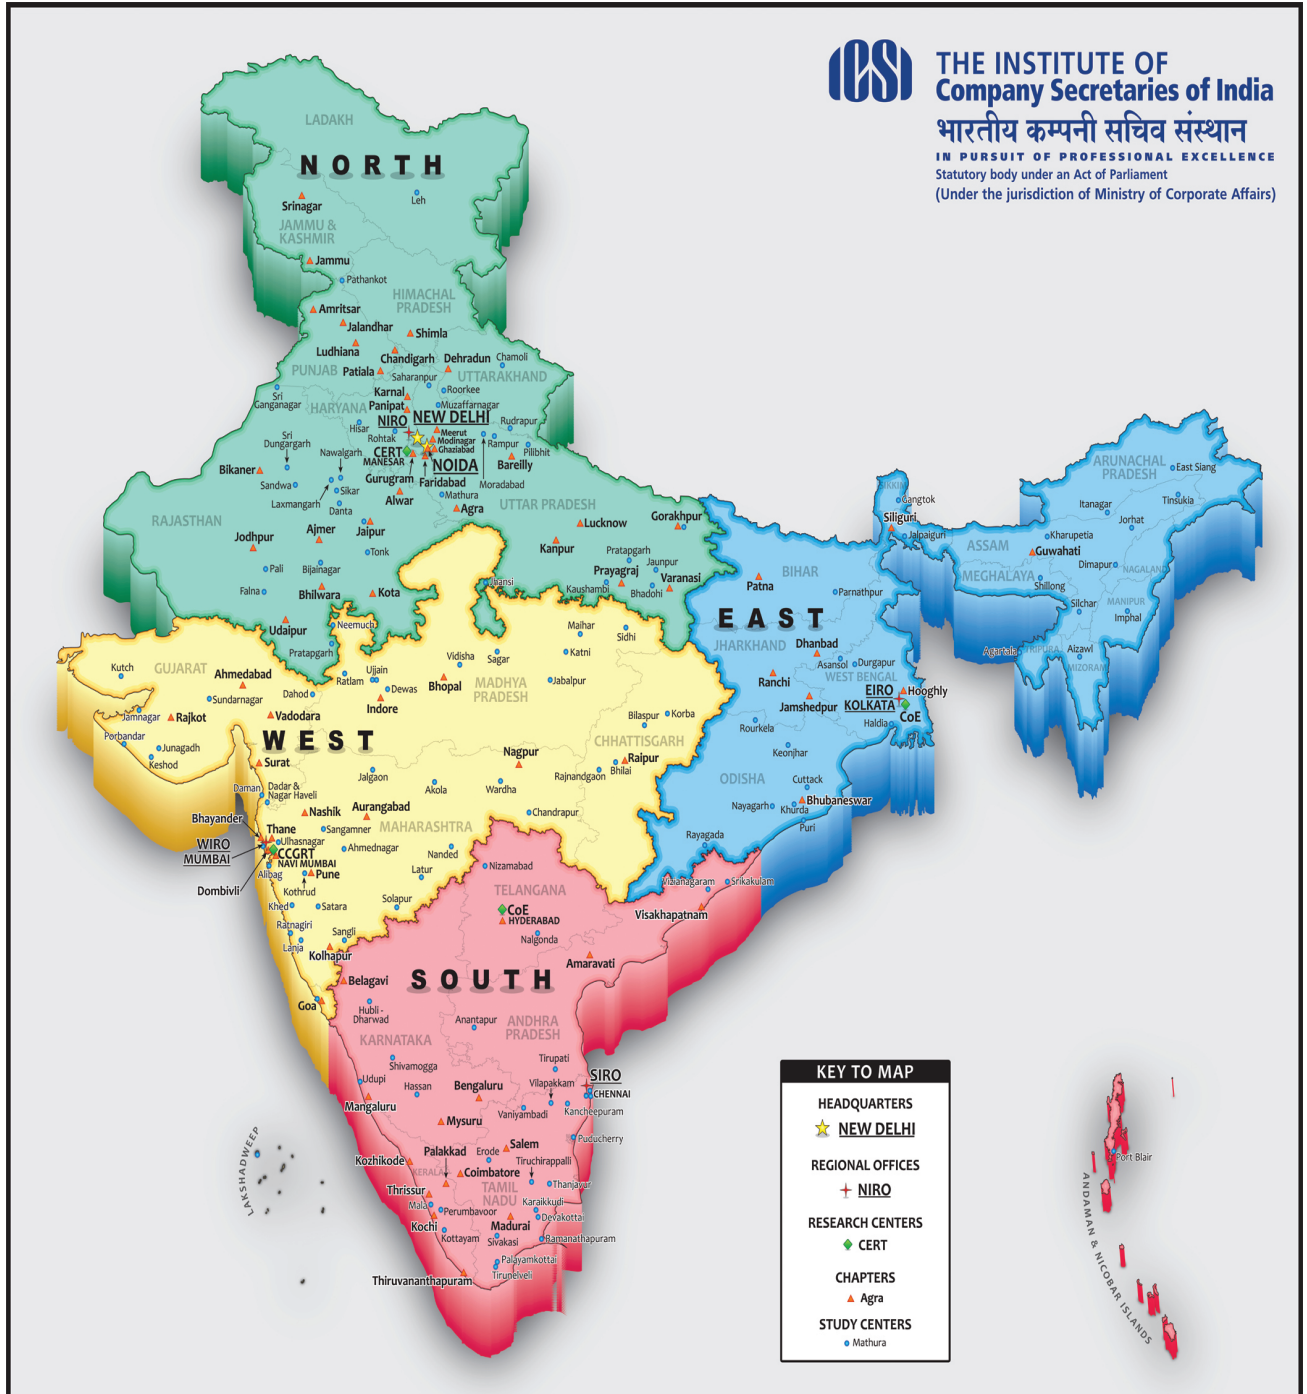 ICSI
THE INSTITUTE OF
Company Secretaries of India
भारतीय कम्पनी सचिव संस्थान
IN PURSUIT OF PROFESSIONAL EXCELLENCE
Statutory body under an Act of Parliament
(Under the jurisdiction of Ministry of Corporate Affairs)
LADAKH
NORTH
Leh
Srinagar
JAMMU &
KASHMIR
Jammu
Pathankot
HIMACHAL
PRADESH
Amritsar
Jalandhar
Shimla
Ludhiana
Chandigarh
Dehradun
Chamoli
PUNJAB
Patiala
Saharanpur
UTTARAKHAND
Sri
Ganganagar
Karnal
Roorkee
HARYANA
Panipat
Muzaffarnagar
Hisar
NIRO
NEW DELHI
Rudrapur
Sri
Dungargarh
Rohtak
Meerut
Modinagar
Ghaziabad
Rampur
Pilibhit
Nawalgarh
CERT
MANESAR
NOIDA
Bareilly
Bikaner
Gurugram
Faridabad
Moradabad
Sandwa
Sikar
Laxmangarh
Danta
Alwar
Mathura
Agra
UTTAR PRADESH
RAJASTHAN
Ajmer
Jaipur
Lucknow
Gorakhpur
Jodhpur
Tonk
Kanpur
Pratapgarh
Jaunpur
Pali
Bijainagar
Prayagraj
Varanasi
Falna
Bhilwara
Kota
Jhansi
Kaushambi
Bhadohi
Udaipur
Neemuch
Pratapgarh
EAST
BIHAR
Patna
Parnathpur
JHARKHAND
Dhanbad
Asansol
Durgapur
WEST BENGAL
Ranchi
Jamshedpur
EIRO
KOLKATA
Hooghly
CoE
Haldia
Rourkela
Keonjhar
ODISHA
Cuttack
Nayagarh
Khurda
Bhubaneswar
Puri
Rayagada
SIKKIM
Gangtok
Siliguri
Jalpaiguri
ARUNACHAL
PRADESH
East Siang
Itanagar
Tinsukia
Jorhat
ASSAM
Kharupetia
Guwahati
Dimapur
NAGALAND
MEGHALAYA
Shillong
Silchar
MANIPUR
Imphal
Agartala
TRIPURA
Aizawl
MIZORAM
Kutch
GUJARAT
Ahmedabad
Sundarnagar
Dahod
Jamnagar
Rajkot
Vadodara
Porbandar
Junagadh
Keshod
WEST
Surat
Ratlam
Ujjain
Dewas
Indore
Vidisha
Bhopal
Sagar
MADHYA
PRADESH
Maihar
Sidhi
Katni
Jabalpur
Bilaspur
Korba
CHHATTISGARH
Raipur
Bhilai
Rajnandgaon
Nagpur
Jalgaon
Akola
Wardha
Chandrapur
Daman
Dadar &
Nagar Haveli
Nashik
Aurangabad
Bhayander
Thane
Sangamner
MAHARASHTRA
WIRO
MUMBAI
Ulhasnagar
CCGRT
NAVI MUMBAI
Ahmednagar
Nanded
Alibag
Pune
Latur
Dombivli
Kothrud
Khed
Satara
Solapur
Ratnagiri
Sangli
Lanja
Kolhapur
Goa
Nizamabad
TELANGANA
CoE
HYDERABAD
Nalgonda
Vizianagaram
Srikakulam
Visakhapatnam
Amaravati
SOUTH
Belagavi
Hubli -
Dharwad
Anantapur
ANDHRA
PRADESH
KARNATAKA
Shivamogga
Tirupati
Udupi
Hassan
Bengaluru
Vilapakkam
SIRO
CHENNAI
Mangaluru
Vaniyambadi
Kancheepuram
Mysuru
Puducherry
Palakkad
Erode
Salem
Kozhikode
KERALA
Coimbatore
Tiruchirappalli
Thrissur
TAMIL
NADU
Thanjavur
Mala
Perumbavoor
Karaikkudi
Kochi
Madurai
Devakottai
Kottayam
Sivakasi
Ramanathapuram
Palayamkottai
Thiruvananthapuram
Tirunelveli
LAKSHADWEEP
KEY TO MAP
HEADQUARTERS
NEW DELHI
REGIONAL OFFICES
NIRO
RESEARCH CENTERS
CERT
CHAPTERS
Agra
STUDY CENTERS
Mathura
Port Blair
ANDAMAN & NICOBAR ISLANDS